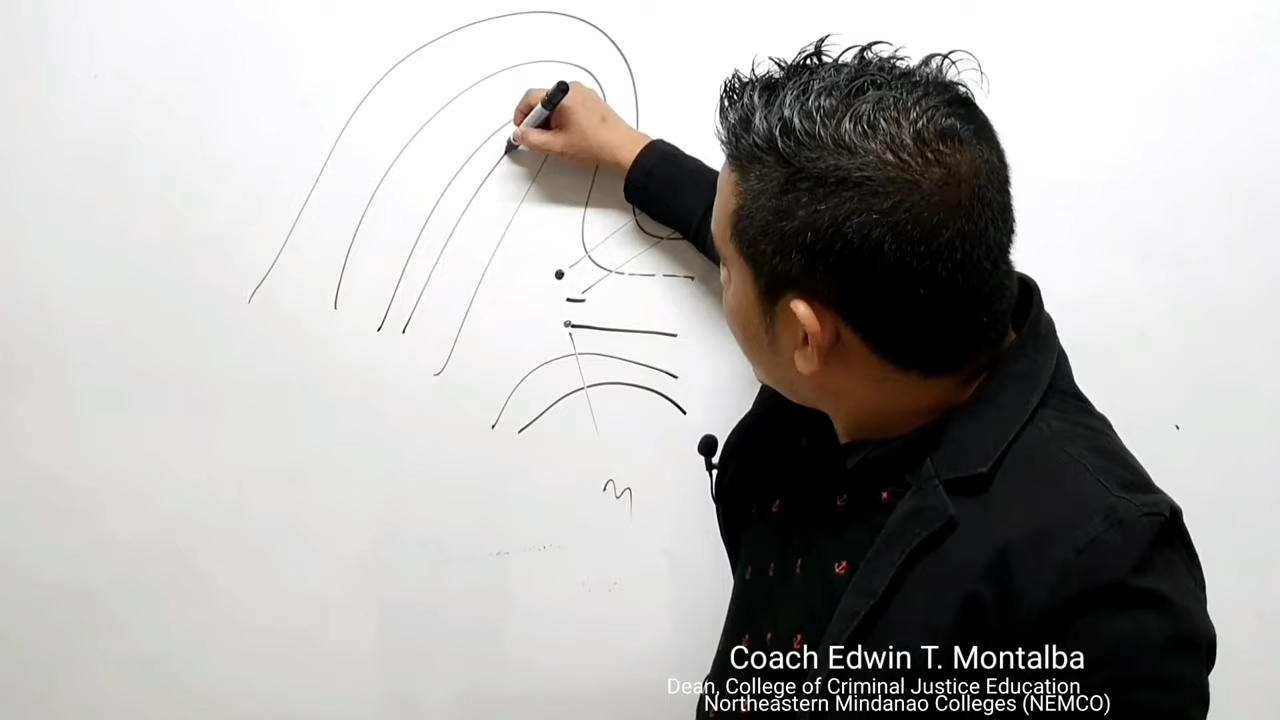 Coach Edwin T. Montalba
Dean, College of Criminal Justice Education
Northeastern Mindanao Colleges (NEMCO)